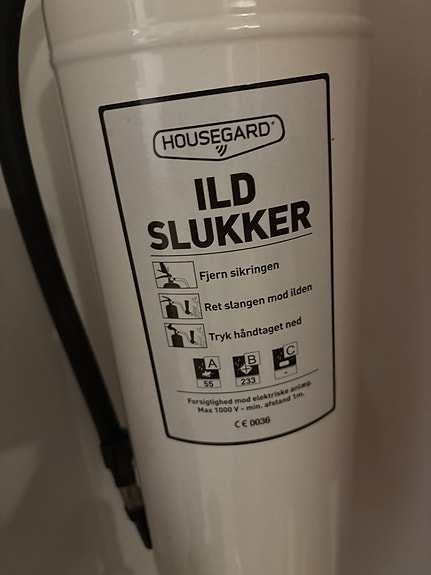 HOUSEGARD®
ILD
SLUKKER
Fjern sikringen
Ret slangen mod ilden
Tryk håndtaget ned
A B C
55 233 -
Forsigtighed med elektriske anlæg.
Max 1000 V - min. afstand 1m.
CE 0036